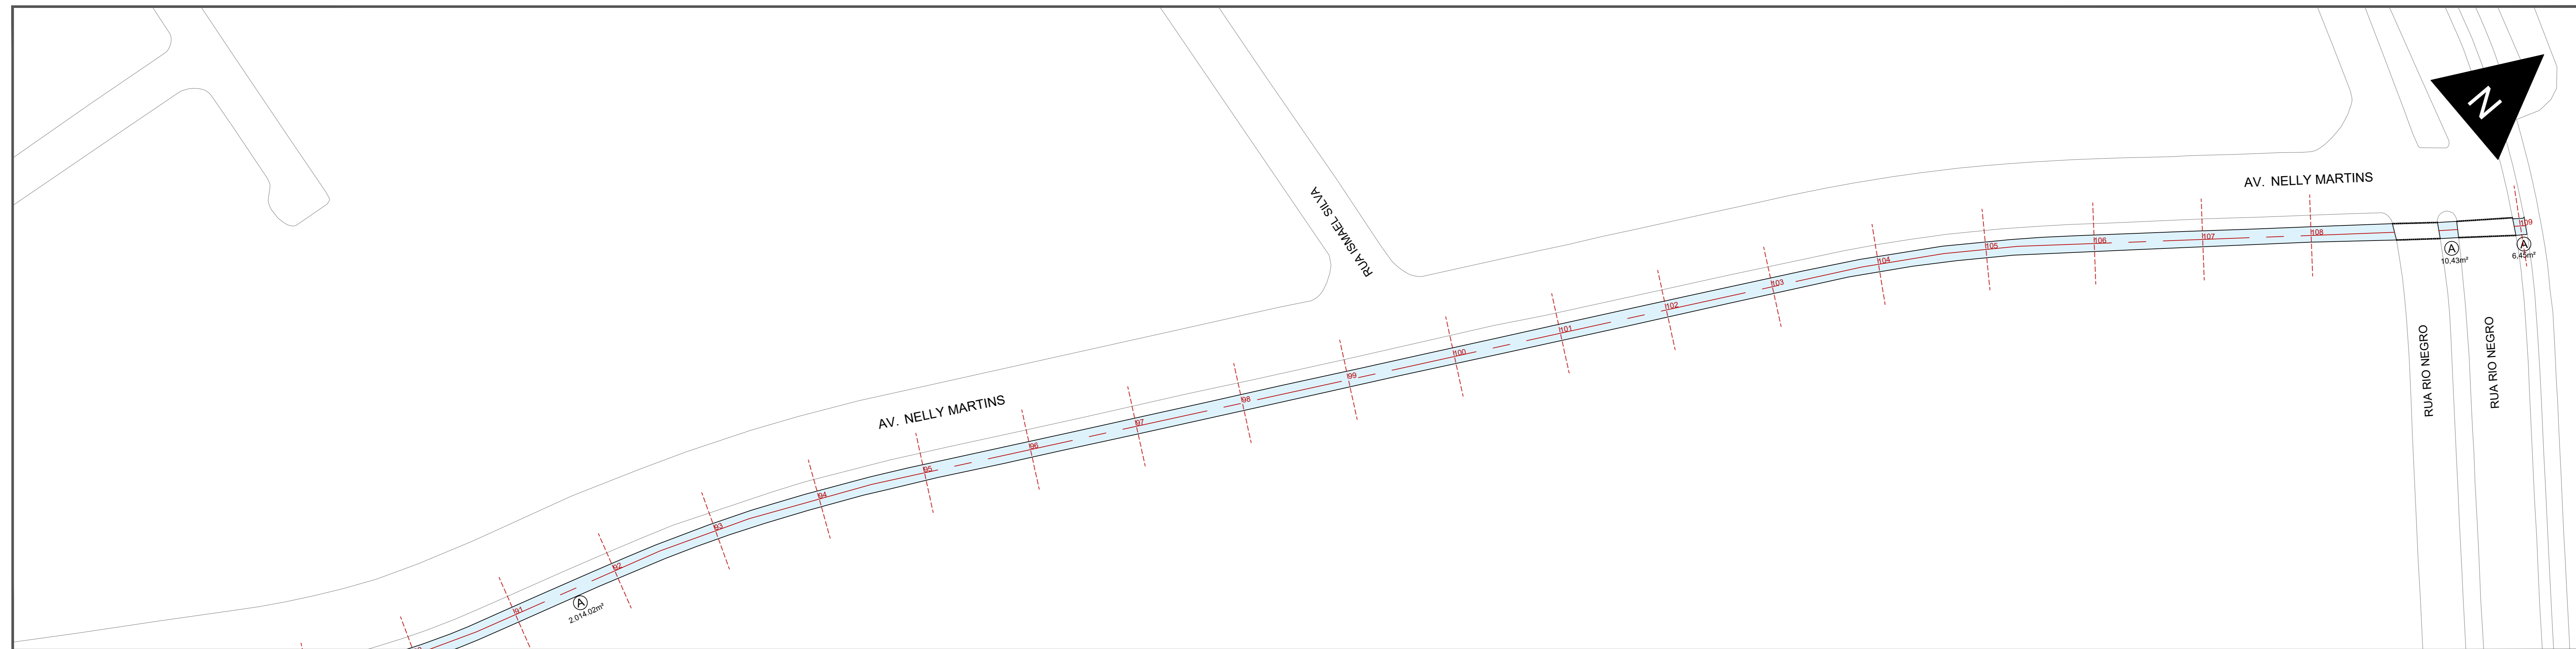 N
AV. NELLY MARTINS
RUA ISMAEL SILVA
109
108
107
106
105
104
103
102
101
100
99
98
97
96
95
94
93
92
91
A
10,43m²
A
6,45m²
RUA RIO NEGRO
RUA RIO NEGRO
AV. NELLY MARTINS
A
2.014,02m²